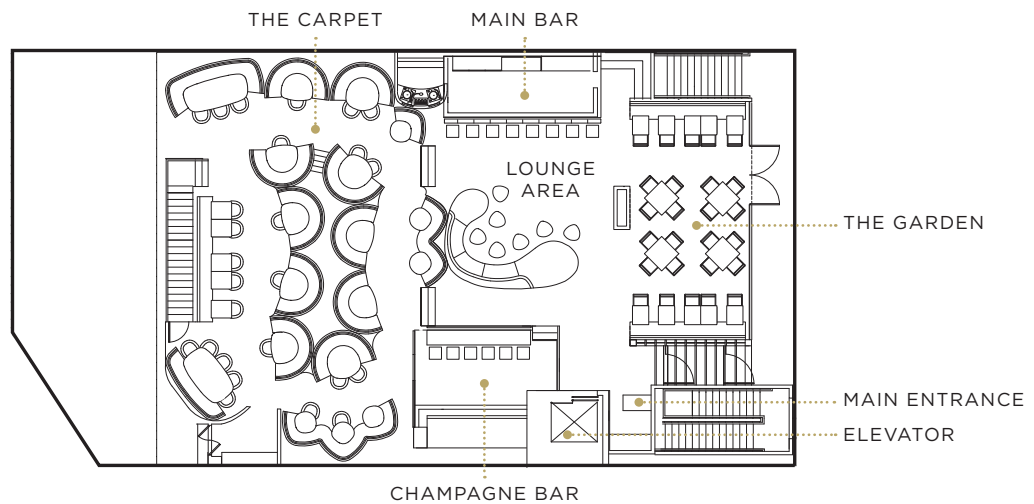 THE CARPET
MAIN BAR
LOUNGE
AREA
THE GARDEN
MAIN ENTRANCE
ELEVATOR
CHAMPAGNE BAR